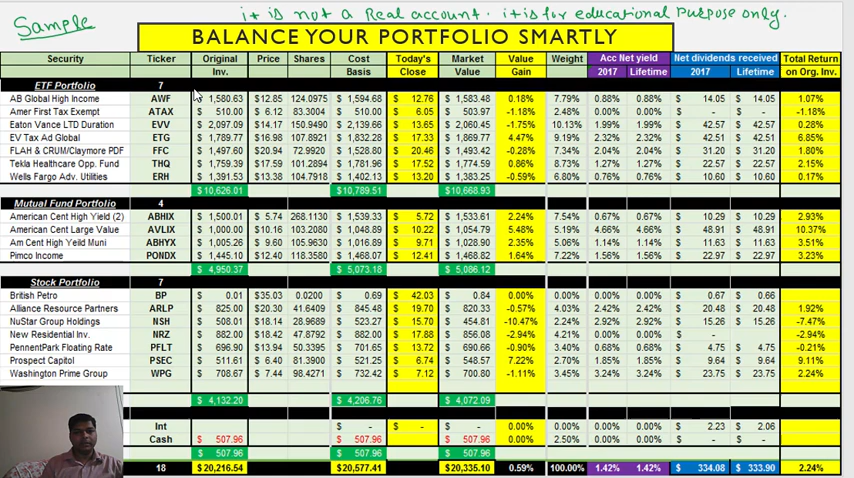 Sample
it is not a Real account. it is for educational purpose only.
BALANCE YOUR PORTFOLIO SMARTLY
Security Ticker Original Price Shares Cost Today's Market Value Weight Acc Net yield Net dividends received Total Return
Inv. Basis Close Value Gain 2017 Lifetime 2017 Lifetime on Org. Inv.
ETF Portfolio 7
AB Global High Income AWF $ 1,580.63 $12.85 124.0975 $ 1,594.68 $ 12.76 $ 1,583.48 0.18% 7.79% 0.88% 0.88% $ 14.05 $ 14.05 1.07%
Amer First Tax Exempt ATAX $ 510.00 $ 6.12 83.3004 $ 510.00 $ 6.05 $ 503.97 -1.18% 2.48% 0.00% 0.00% $ - $ - -1.18%
Eaton Vance LTD Duration EVV $ 2,097.09 $14.17 150.9490 $ 2,139.66 $ 13.65 $ 2,060.45 -1.75% 10.13% 1.99% 1.99% $ 42.57 $ 42.57 0.28%
EV Tax Ad Global ETG $ 1,789.77 $16.98 107.8921 $ 1,832.28 $ 17.33 $ 1,869.77 4.47% 9.19% 2.32% 2.32% $ 42.51 $ 42.51 6.85%
FLAH & CRUM/Claymore PDF FFC $ 1,497.60 $20.94 72.9920 $ 1,528.80 $ 20.46 $ 1,493.42 -0.28% 7.34% 2.04% 2.04% $ 31.20 $ 31.20 1.80%
Tekla Healthcare Opp. Fund THQ $ 1,759.39 $17.59 101.2894 $ 1,781.96 $ 17.52 $ 1,774.59 0.86% 8.73% 1.27% 1.27% $ 22.57 $ 22.57 2.15%
Wells Fargo Adv. Utilities ERH $ 1,391.53 $13.38 104.7918 $ 1,402.13 $ 13.20 $ 1,383.25 -0.59% 6.80% 0.76% 0.76% $ 10.60 $ 10.60 0.17%
$ 10,626.01 $ 10,789.51 $ 10,668.93
Mutual Fund Portfolio 4
American Cent High Yield (2) ABHIX $ 1,500.01 $ 5.74 268.1130 $ 1,539.33 $ 5.72 $ 1,533.61 2.24% 7.54% 0.67% 0.67% $ 10.29 $ 10.29 2.93%
American Cent Large Value AVLIX $ 1,000.00 $10.16 103.2080 $ 1,048.89 $ 10.22 $ 1,054.79 5.48% 5.19% 4.66% 4.66% $ 48.91 $ 48.91 10.37%
Am Cent High Yeild Muni ABHYX $ 1,005.26 $ 9.60 105.9630 $ 1,016.89 $ 9.71 $ 1,028.90 2.35% 5.06% 1.14% 1.14% $ 11.63 $ 11.63 3.51%
Pimco Income PONDX $ 1,445.10 $12.40 118.3580 $ 1,468.07 $ 12.41 $ 1,468.82 1.64% 7.22% 1.56% 1.56% $ 22.97 $ 22.97 3.23%
$ 4,950.37 $ 5,073.18 $ 5,086.12
Stock Portfolio 7
British Petro BP $ 0.01 $35.03 0.0200 $ 0.69 $ 42.03 $ 0.84 0.00% 0.00% 0.00% 0.00% $ 0.67 $ 0.66
Alliance Resource Partners ARLP $ 825.00 $20.30 41.6409 $ 845.48 $ 19.70 $ 820.33 -0.57% 4.03% 2.42% 2.42% $ 20.48 $ 20.48 1.92%
NuStar Group Holdings NSH $ 508.01 $18.14 28.9689 $ 523.27 $ 15.70 $ 454.81 -10.47% 2.24% 2.92% 2.92% $ 15.26 $ 15.26 -7.47%
New Residential Inv. NRZ $ 882.00 $18.42 47.8792 $ 882.00 $ 17.88 $ 856.08 -2.94% 4.21% 0.00% 0.00% $ - -2.94%
PennentPark Floating Rate PFLT $ 696.90 $13.94 50.3395 $ 701.65 $ 13.72 $ 690.66 -0.90% 3.40% 0.68% 0.68% $ 4.75 $ 4.75 -0.21%
Prospect Capitol PSEC $ 511.61 $ 6.40 81.3900 $ 521.25 $ 6.74 $ 548.57 7.22% 2.70% 1.85% 1.85% $ 9.64 $ 9.64 9.11%
Washington Prime Group WPG $ 708.67 $ 7.44 98.4271 $ 732.42 $ 7.12 $ 700.80 -1.11% 3.45% 3.24% 3.24% $ 23.75 $ 23.75 2.24%
$ 4,132.20 $ 4,206.76 $ 4,072.09
Int $ - $ - $ - 0.00% 0.00% 0.00% 0.00% $ 2.23 $ 2.06
Cash $ 507.96 $ 507.96 $ 507.96 0.00% 2.50% 0.00% 0.00% $ - $ -
$ 507.96 $ 507.96 $ 507.96
18 $ 20,216.54 $ 20,577.41 $ 20,335.10 0.59% 100.00% 1.42% 1.42% $ 334.08 $ 333.90 2.24%